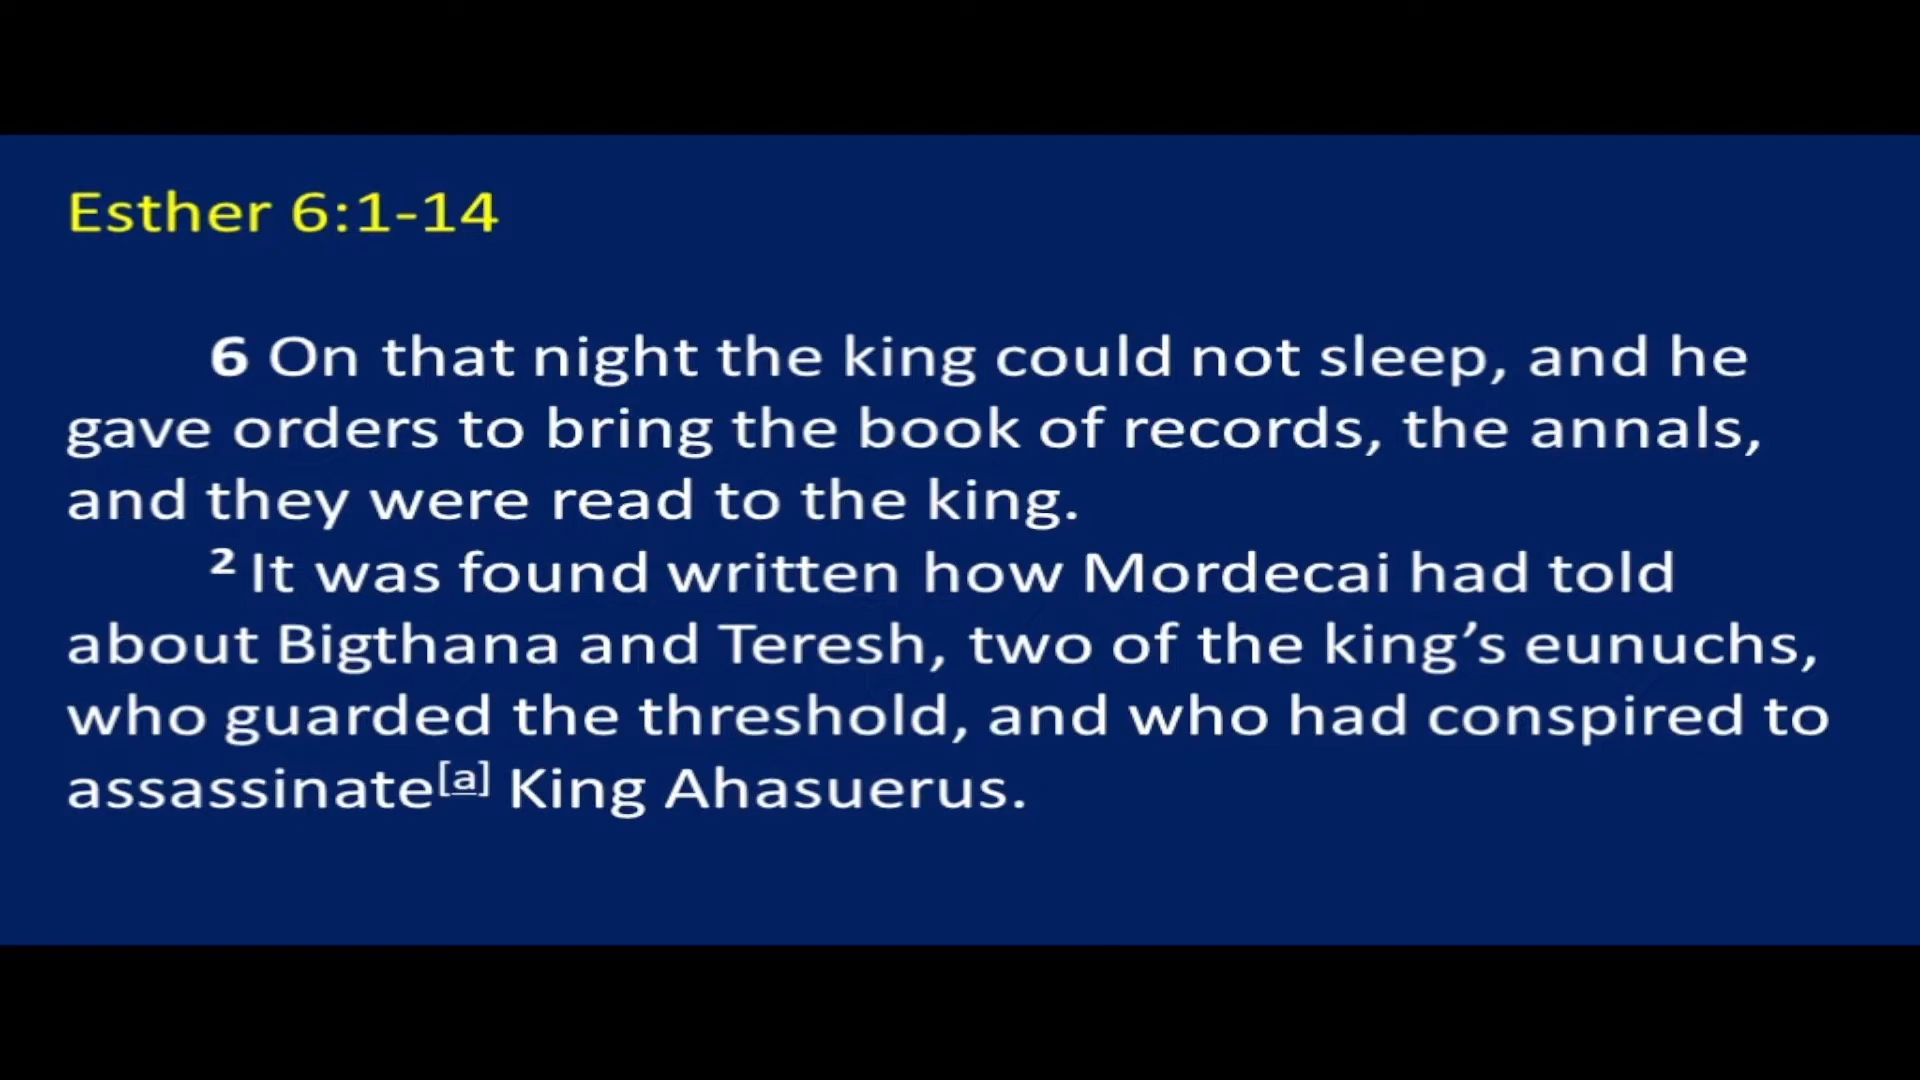 Esther 6:1-14
6 On that night the king could not sleep, and he
gave orders to bring the book of records, the annals,
and they were read to the king.
² It was found written how Mordecai had told
about Bigthana and Teresh, two of the king’s eunuchs,
who guarded the threshold, and who had conspired to
assassinate[a] King Ahasuerus.